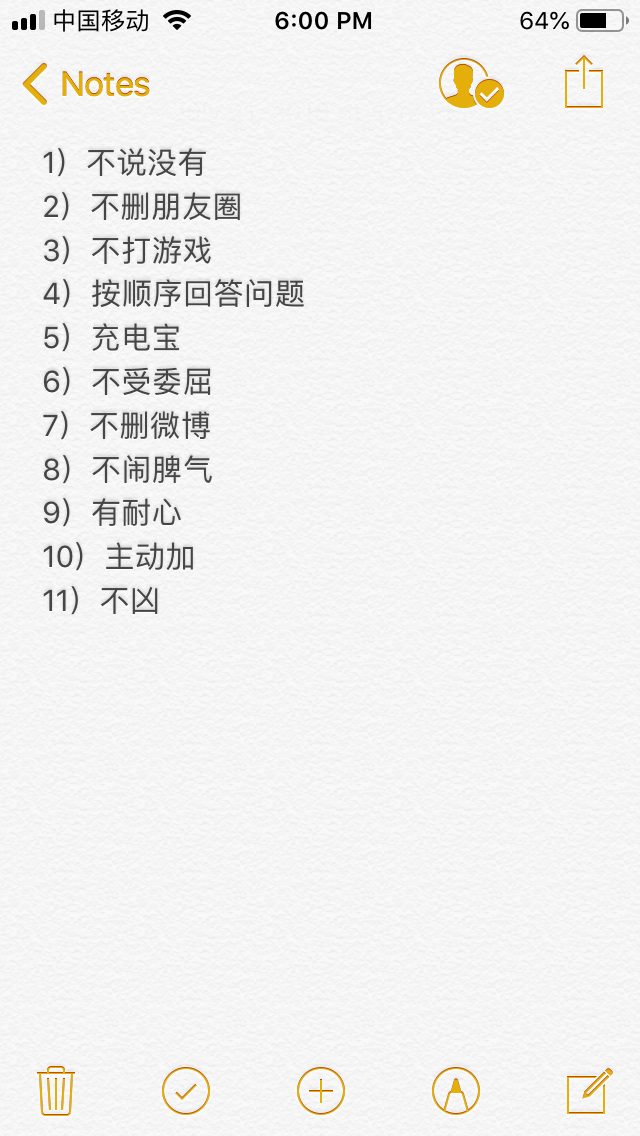 中国移动 6:00 PM 64%
Notes
1）不说没有
2）不删朋友圈
3）不打游戏
4）按顺序回答问题
5）充电宝
6）不受委屈
7）不删微博
8）不闹脾气
9）有耐心
10）主动加
11）不凶